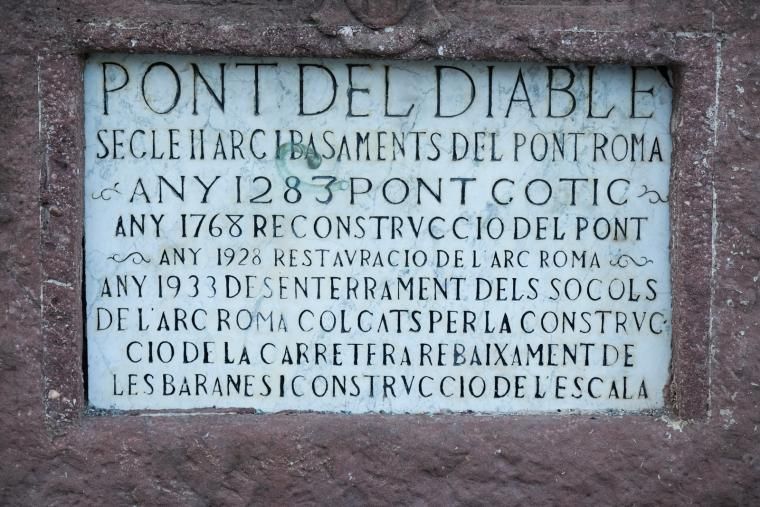 PONT DEL DIABLE
SEGLE II ARC I BASAMENTS DEL PONT ROMA
ANY 1283 PONT GOTIC
ANY 1768 RECONSTRVCCIO DEL PONT
ANY 1928 RESTAVRACIO DE L'ARC ROMA
ANY 1933 DESENTERRAMENT DELS SOCOLS
DE L'ARC ROMA COLGATS PER LA CONSTRVC-
CIO DE LA CARRETERA REBAIXAMENT DE
LES BARANES I CONSTRVCCIO DE L'ESCALA